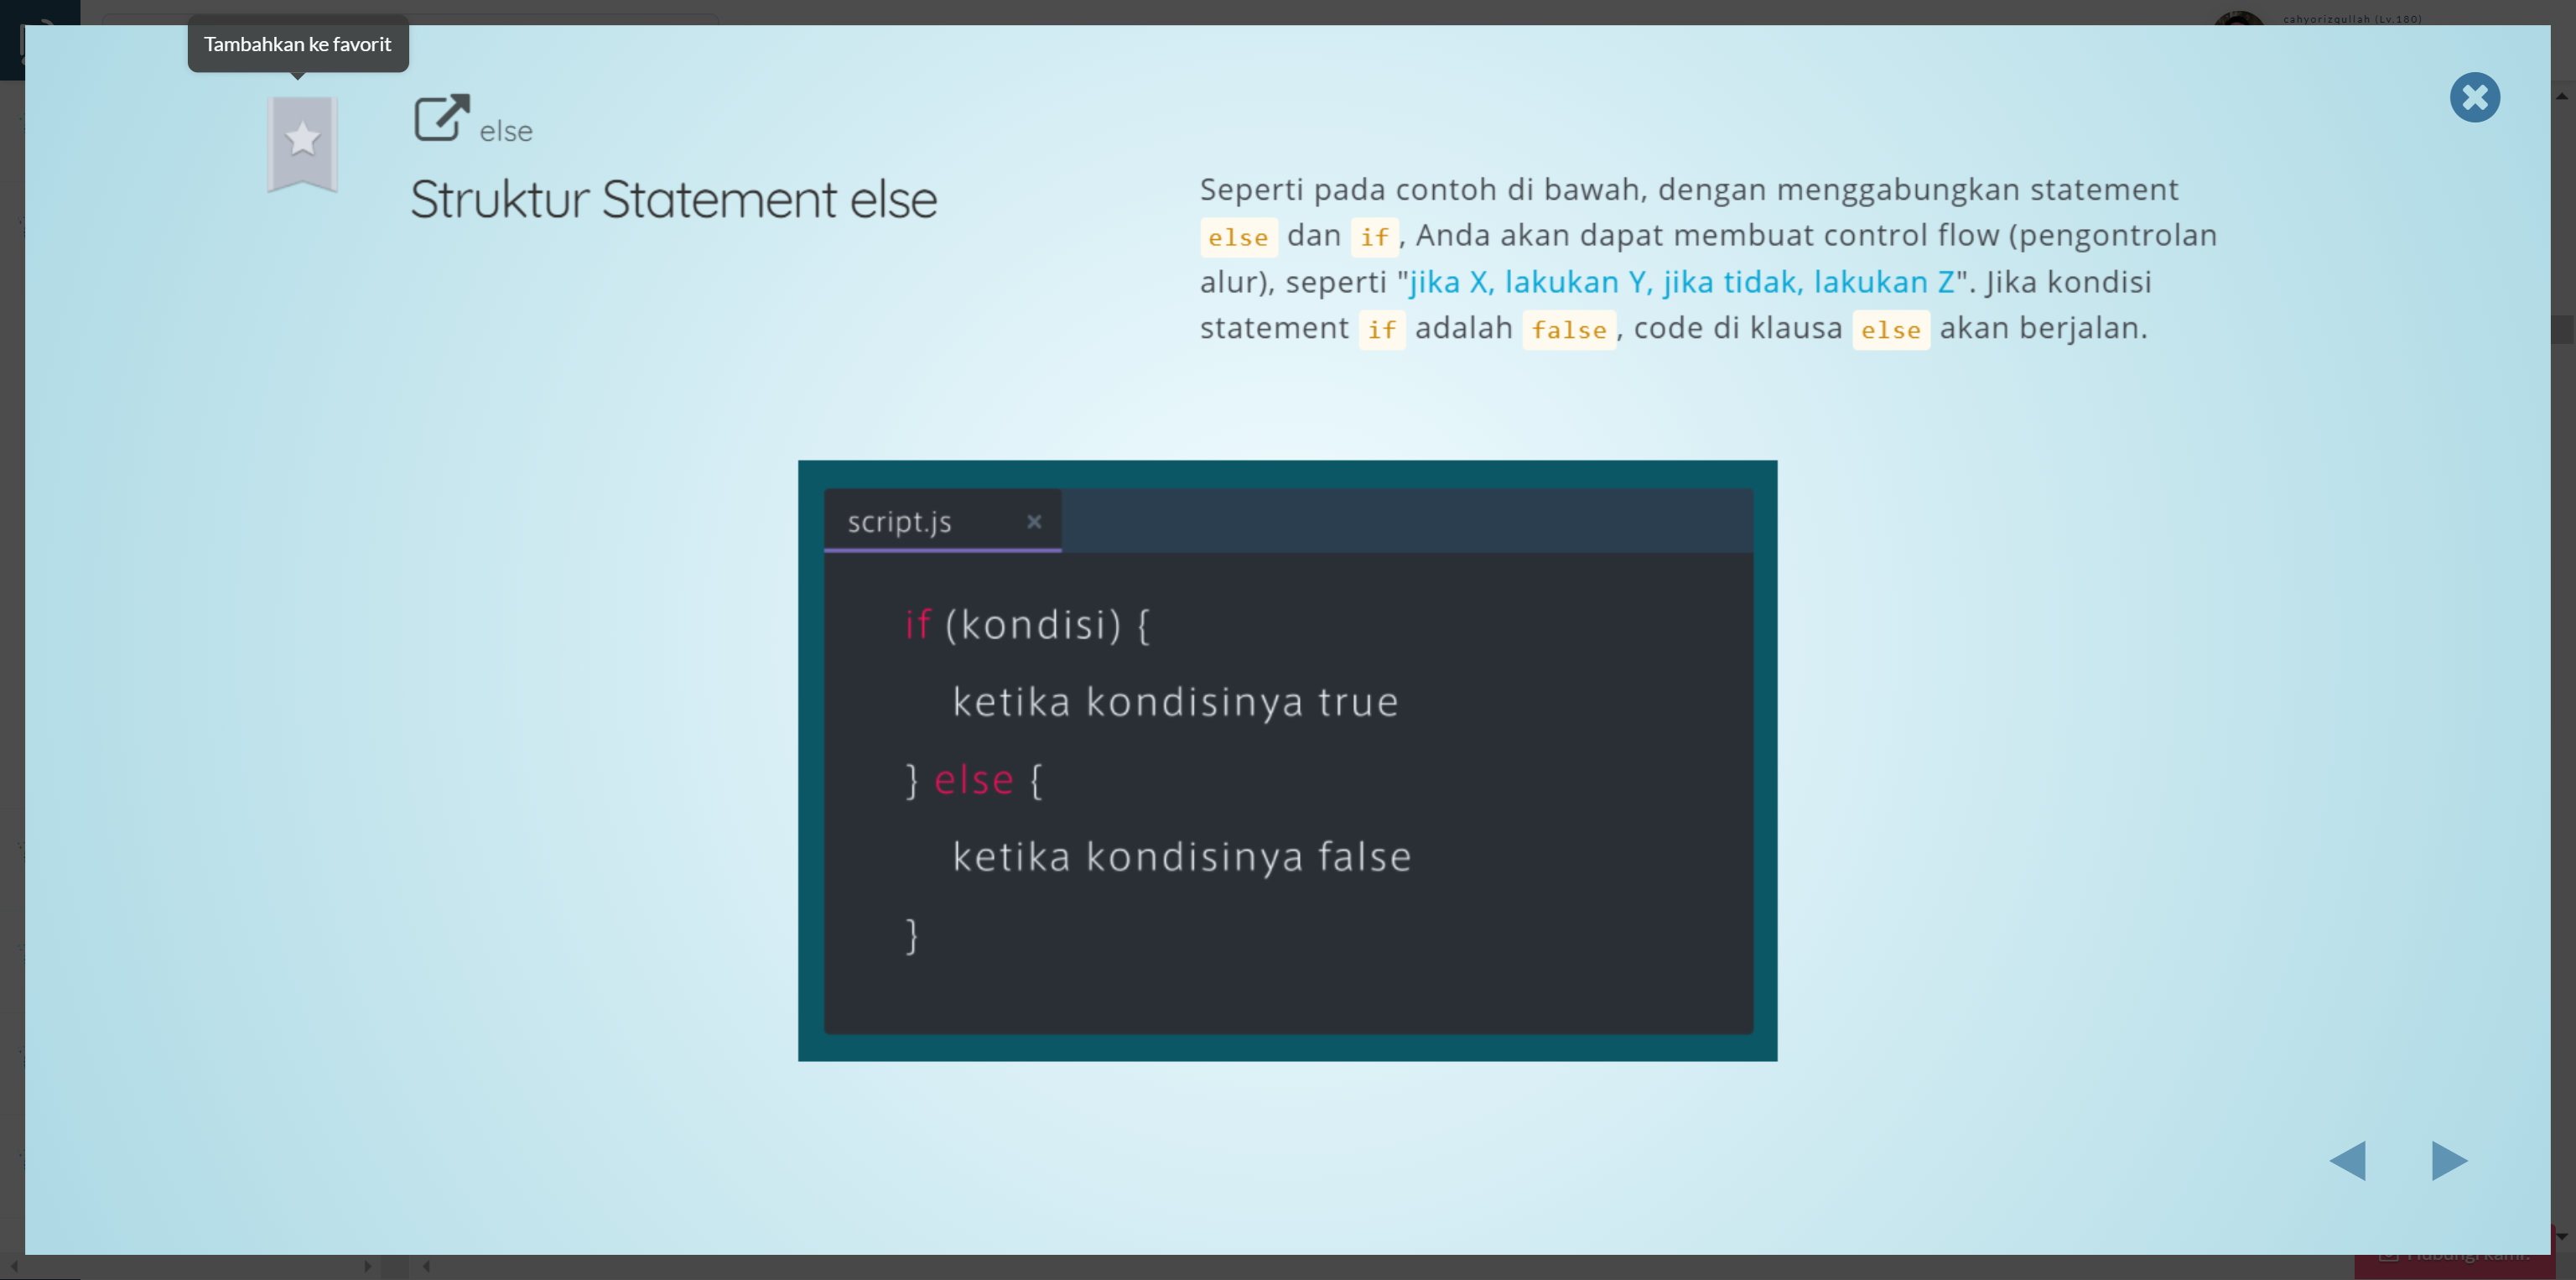 cahyorizqullah (Lv.180)
Tambahkan ke favorit
else
Struktur Statement else
Seperti pada contoh di bawah, dengan menggabungkan statement
else dan if, Anda akan dapat membuat control flow (pengontrolan
alur), seperti "jika X, lakukan Y, jika tidak, lakukan Z". Jika kondisi
statement if adalah false, code di klausa else akan berjalan.
script.js
if (kondisi) {
ketika kondisinya true
} else {
ketika kondisinya false
}
Hubungi kami!